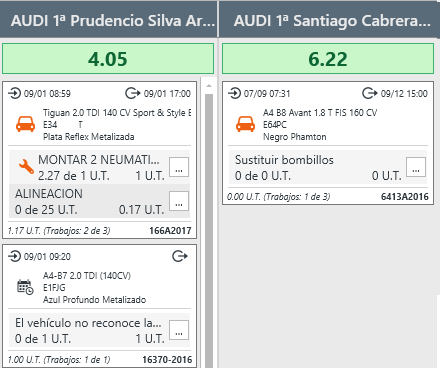 AUDI 1ª Prudencio Silva Ar...
4.05
09/01 08:59 09/01 17:00
Tiguan 2.0 TDI 140 CV Sport & Style E
E34 T
Plata Reflex Metalizada
MONTAR 2 NEUMATI...
2.27 de 1 U.T. 1 U.T.
...
ALINEACION
0 de 25 U.T. 0.17 U.T.
...
1.17 U.T. (Trabajos: 2 de 3) 166A2017
09/01 09:20
A4-B7 2.0 TDI (140CV)
E1FJG
Azul Profundo Metalizado
El vehículo no reconoce la...
0 de 1 U.T. 1 U.T.
...
1.00 U.T. (Trabajos: 1 de 1) 16370-2016
AUDI 1ª Santiago Cabrera...
6.22
07/09 07:31 09/12 15:00
A4 B8 Avant 1.8 T FIS 160 CV
E64PC
Negro Phamton
Sustituir bombillos
0 de 0 U.T. 0 U.T.
...
0.00 U.T. (Trabajos: 1 de 3) 6413A2016